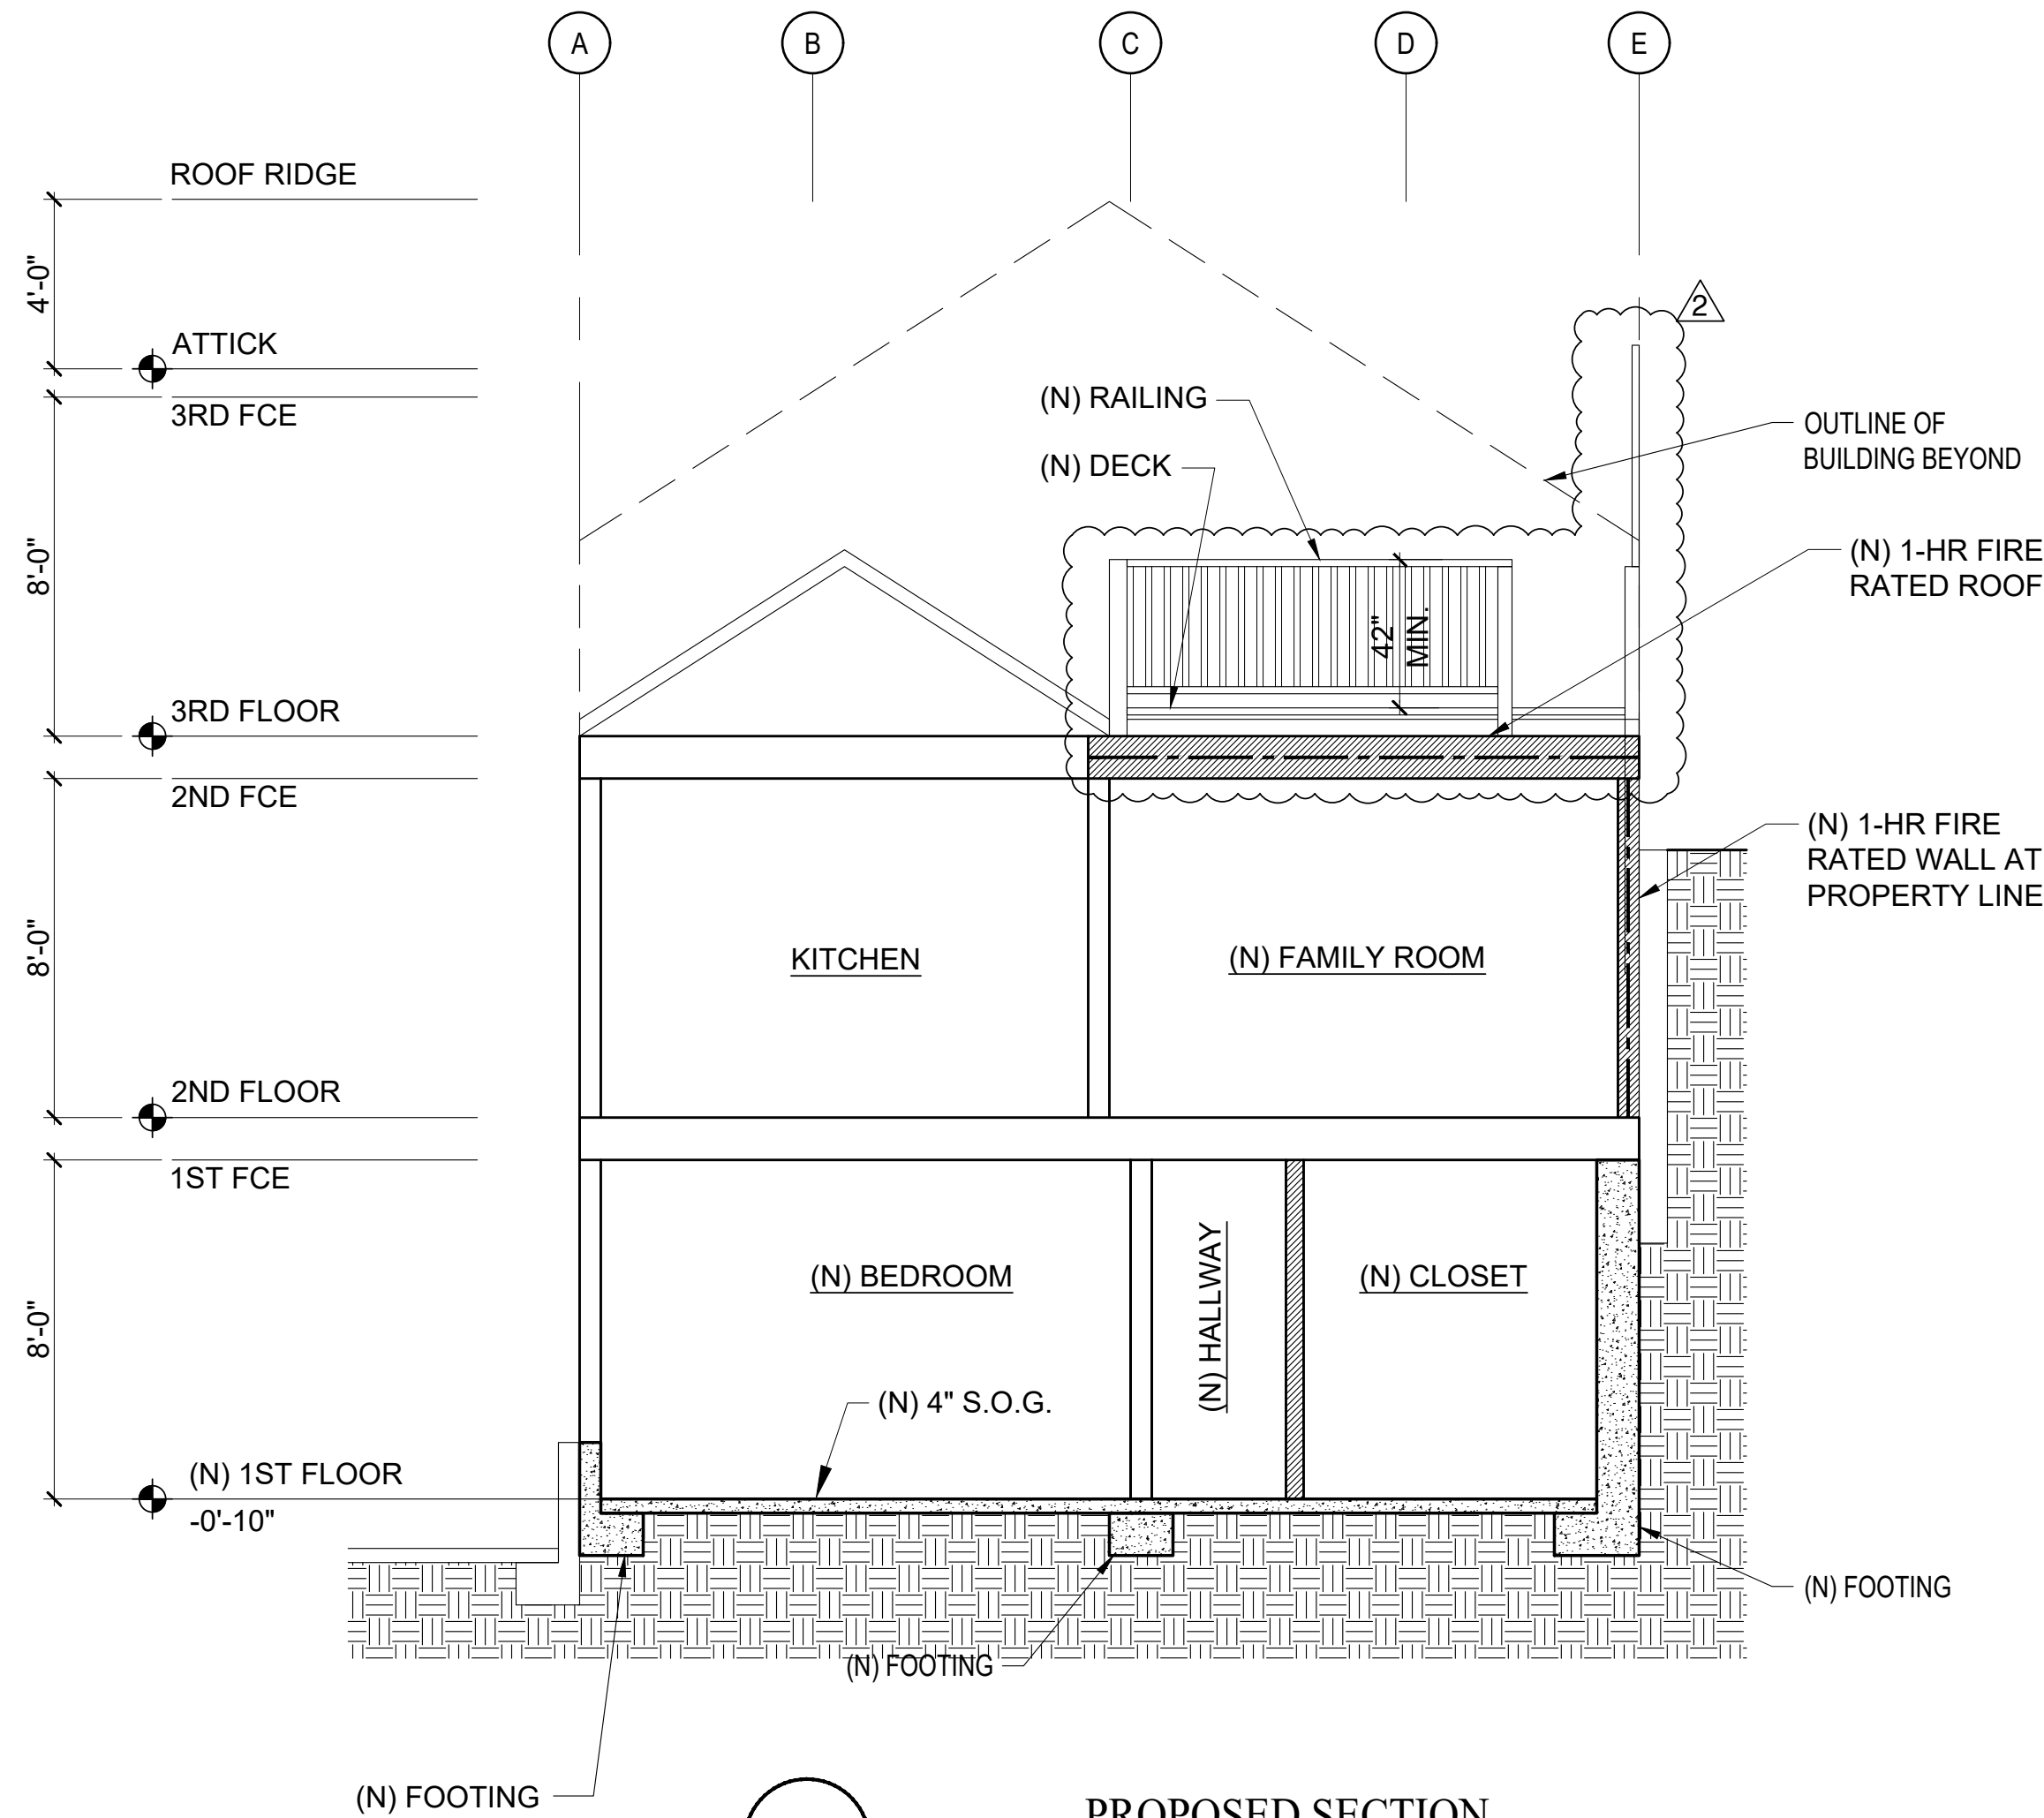 A
B
C
D
E
ROOF RIDGE
4'-0"
2
ATTICK
3RD FCE
(N) RAILING
OUTLINE OF
BUILDING BEYOND
(N) DECK
(N) 1-HR FIRE
RATED ROOF
8'-0"
42"
MIN.
3RD FLOOR
2ND FCE
(N) 1-HR FIRE
RATED WALL AT
PROPERTY LINE
8'-0"
KITCHEN
(N) FAMILY ROOM
2ND FLOOR
1ST FCE
(N) BEDROOM
(N) HALLWAY
(N) CLOSET
8'-0"
(N) 4" S.O.G.
(N) 1ST FLOOR
-0'-10"
(N) FOOTING
(N) FOOTING
(N) FOOTING
PROPOSED SECTION